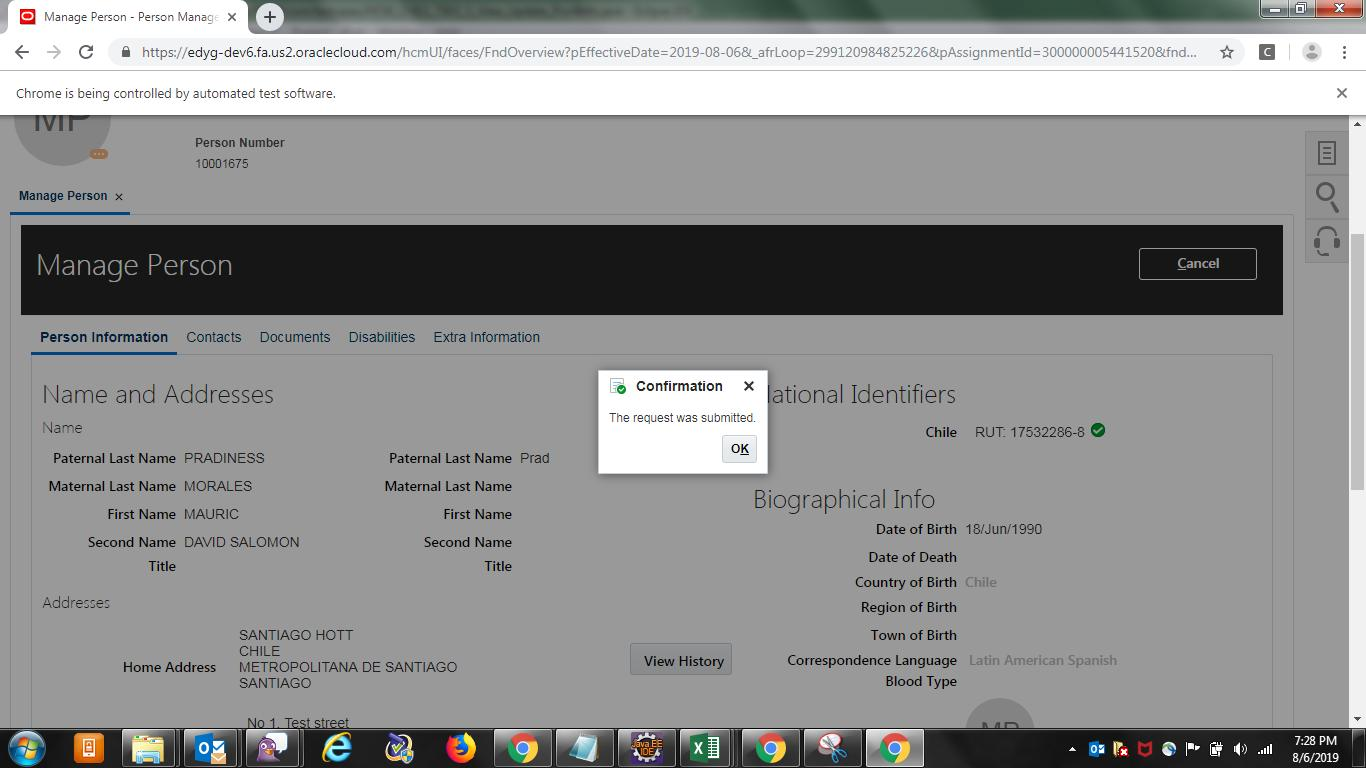 Manage Person - Person Manage
https://edyg-dev6.fa.us2.oraclecloud.com/hcmUI/faces/FndOverview?pEffectiveDate=2019-08-06&_afrLoop=299120984825226&pAssignmentId=300000005441520&fnd...
C
Chrome is being controlled by automated test software.
MP
Person Number
10001675
Manage Person
Manage Person
Cancel
Person Information Contacts Documents Disabilities Extra Information
Confirmation
The request was submitted.
OK
Name and Addresses
Name
Paternal Last Name PRADINESS Paternal Last Name Prad
Maternal Last Name MORALES Maternal Last Name
First Name MAURIC First Name
Second Name DAVID SALOMON Second Name
Title Title
Addresses
Home Address
SANTIAGO HOTT
CHILE
METROPOLITANA DE SANTIAGO
SANTIAGO
View History
No 1, Test street
Identifiers
Chile RUT: 17532286-8
Biographical Info
Date of Birth 18/Jun/1990
Date of Death
Country of Birth Chile
Region of Birth
Town of Birth
Correspondence Language Latin American Spanish
Blood Type
MP
Java EE
IDE
7:28 PM
8/6/2019